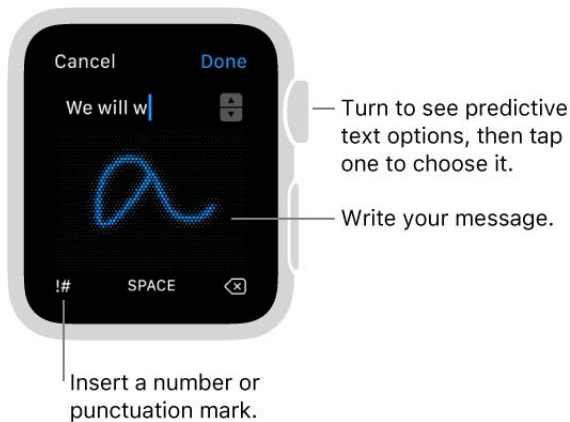 Cancel Done
We will w
a
!# SPACE
Turn to see predictive
text options, then tap
one to choose it.
Write your message.
Insert a number or
punctuation mark.